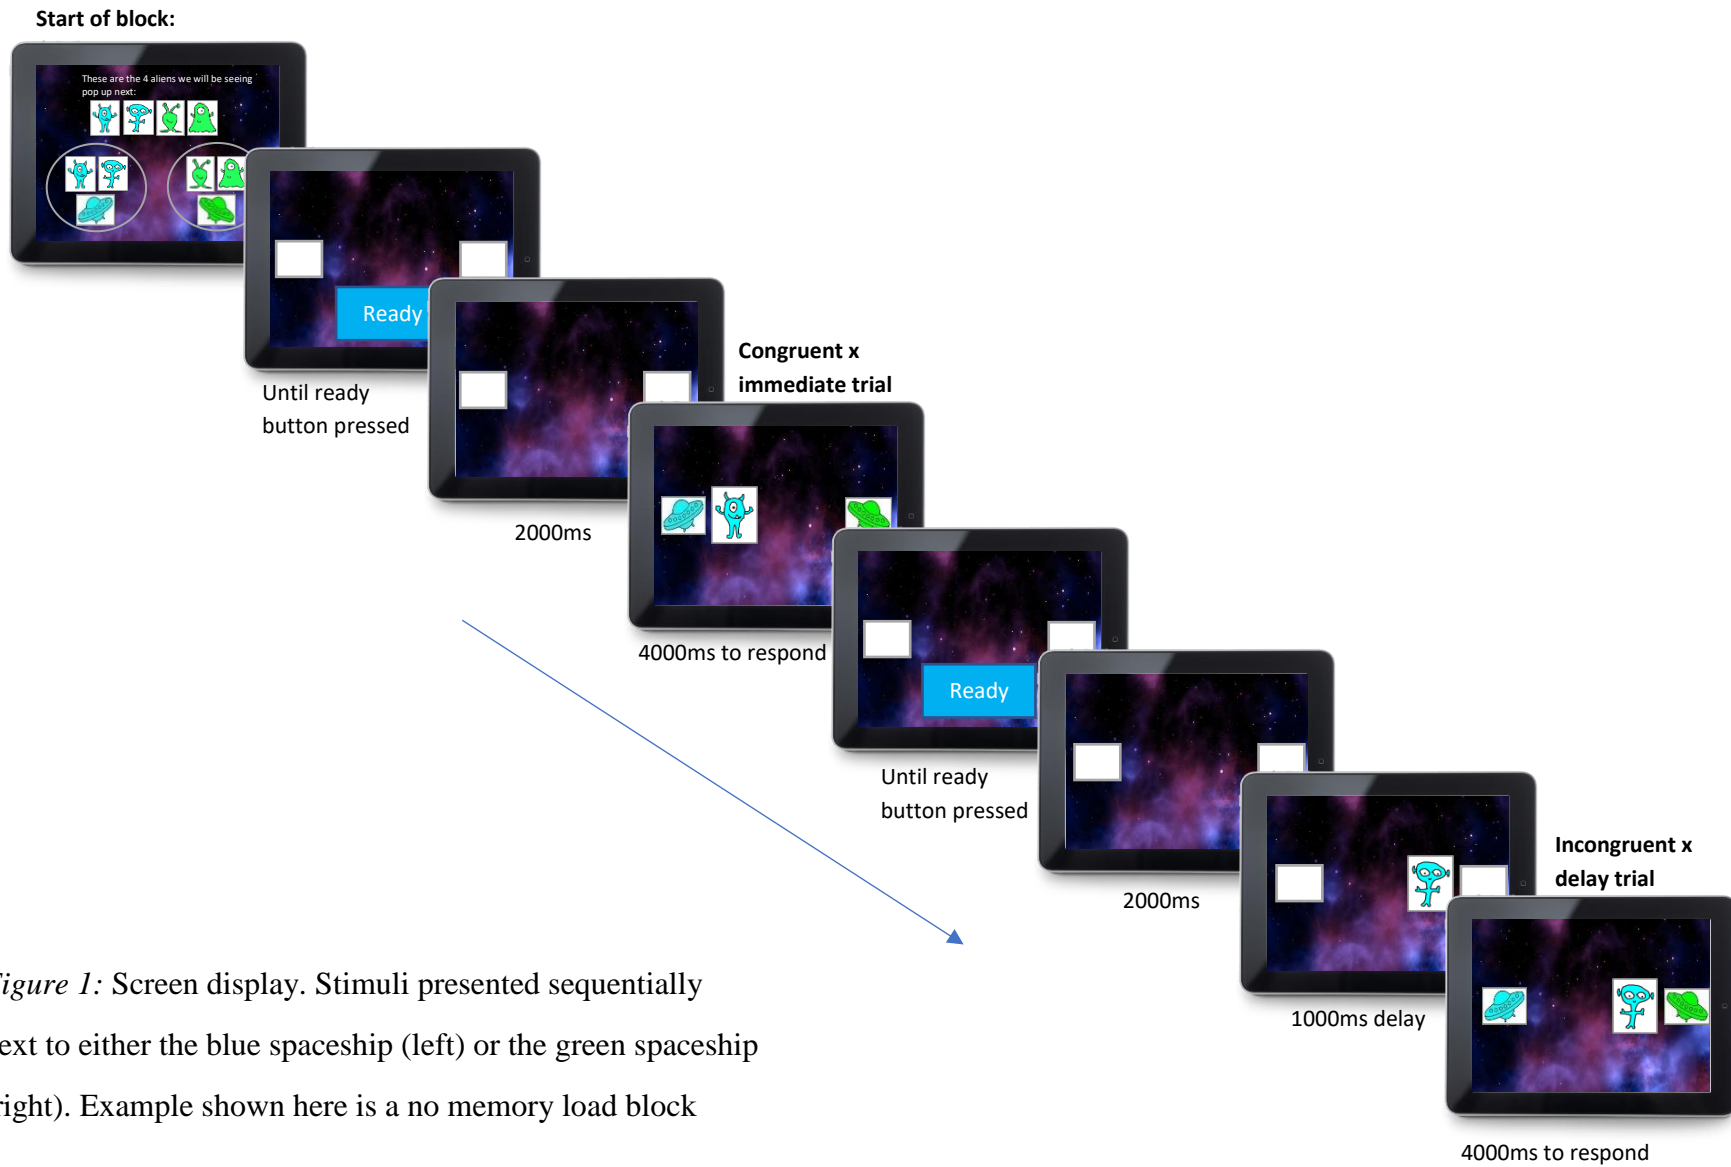 Start of block:
These are the 4 aliens we will be seeing
pop up next:
Ready
Until ready
button pressed
2000ms
Congruent x
immediate trial
4000ms to respond
Ready
Until ready
button pressed
2000ms
1000ms delay
Incongruent x
delay trial
4000ms to respond
igure 1: Screen display. Stimuli presented sequentially
ext to either the blue spaceship (left) or the green spaceship
right). Example shown here is a no memory load block